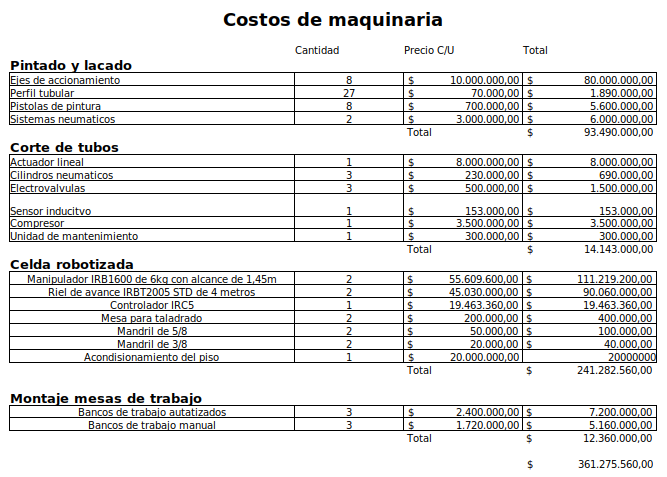 Costos de maquinaria
Cantidad Precio C/U Total
Pintado y lacado
Ejes de accionamiento 8 $ 10.000.000,00 $ 80.000.000,00
Perfil tubular 27 $ 70.000,00 $ 1.890.000,00
Pistolas de pintura 8 $ 700.000,00 $ 5.600.000,00
Sistemas neumaticos 2 $ 3.000.000,00 $ 6.000.000,00
Total $ 93.490.000,00
Corte de tubos
Actuador lineal 1 $ 8.000.000,00 $ 8.000.000,00
Cilindros neumaticos 3 $ 230.000,00 $ 690.000,00
Electrovalvulas 3 $ 500.000,00 $ 1.500.000,00
Sensor inducitvo 1 $ 153.000,00 $ 153.000,00
Compresor 1 $ 3.500.000,00 $ 3.500.000,00
Unidad de mantenimiento 1 $ 300.000,00 $ 300.000,00
Total $ 14.143.000,00
Celda robotizada
Manipulador IRB1600 de 6kg con alcance de 1,45m 2 $ 55.609.600,00 $ 111.219.200,00
Riel de avance IRBT2005 STD de 4 metros 2 $ 45.030.000,00 $ 90.060.000,00
Controlador IRC5 1 $ 19.463.360,00 $ 19.463.360,00
Mesa para taladrado 2 $ 200.000,00 $ 400.000,00
Mandril de 5/8 2 $ 50.000,00 $ 100.000,00
Mandril de 3/8 2 $ 20.000,00 $ 40.000,00
Acondisionamiento del piso 1 $ 20.000.000,00 20000000
Total $ 241.282.560,00
Montaje mesas de trabajo
Bancos de trabajo autatizados 3 $ 2.400.000,00 $ 7.200.000,00
Bancos de trabajo manual 3 $ 1.720.000,00 $ 5.160.000,00
Total $ 12.360.000,00
$ 361.275.560,00